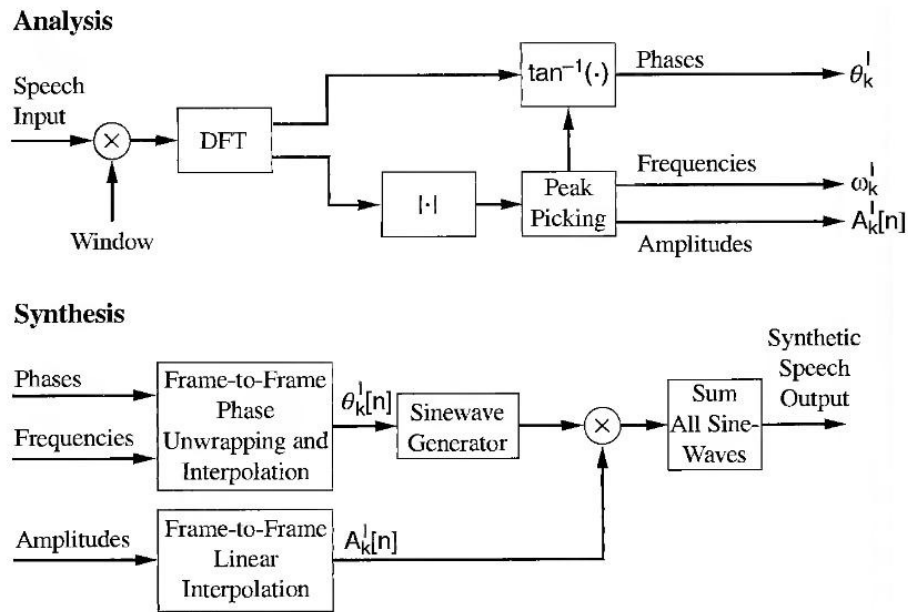 Analysis
Speech
Input
×
Window
DFT
|·|
tan⁻¹(·)
Peak
Picking
Phases
θₖˡ
Frequencies
ωₖˡ
Aₖˡ[n]
Amplitudes
Synthesis
Phases
Frequencies
Frame-to-Frame
Phase
Unwrapping and
Interpolation
θₖˡ[n]
Sinewave
Generator
×
Sum
All Sine-
Waves
Synthetic
Speech
Output
Amplitudes
Frame-to-Frame
Linear
Interpolation
Aₖˡ[n]